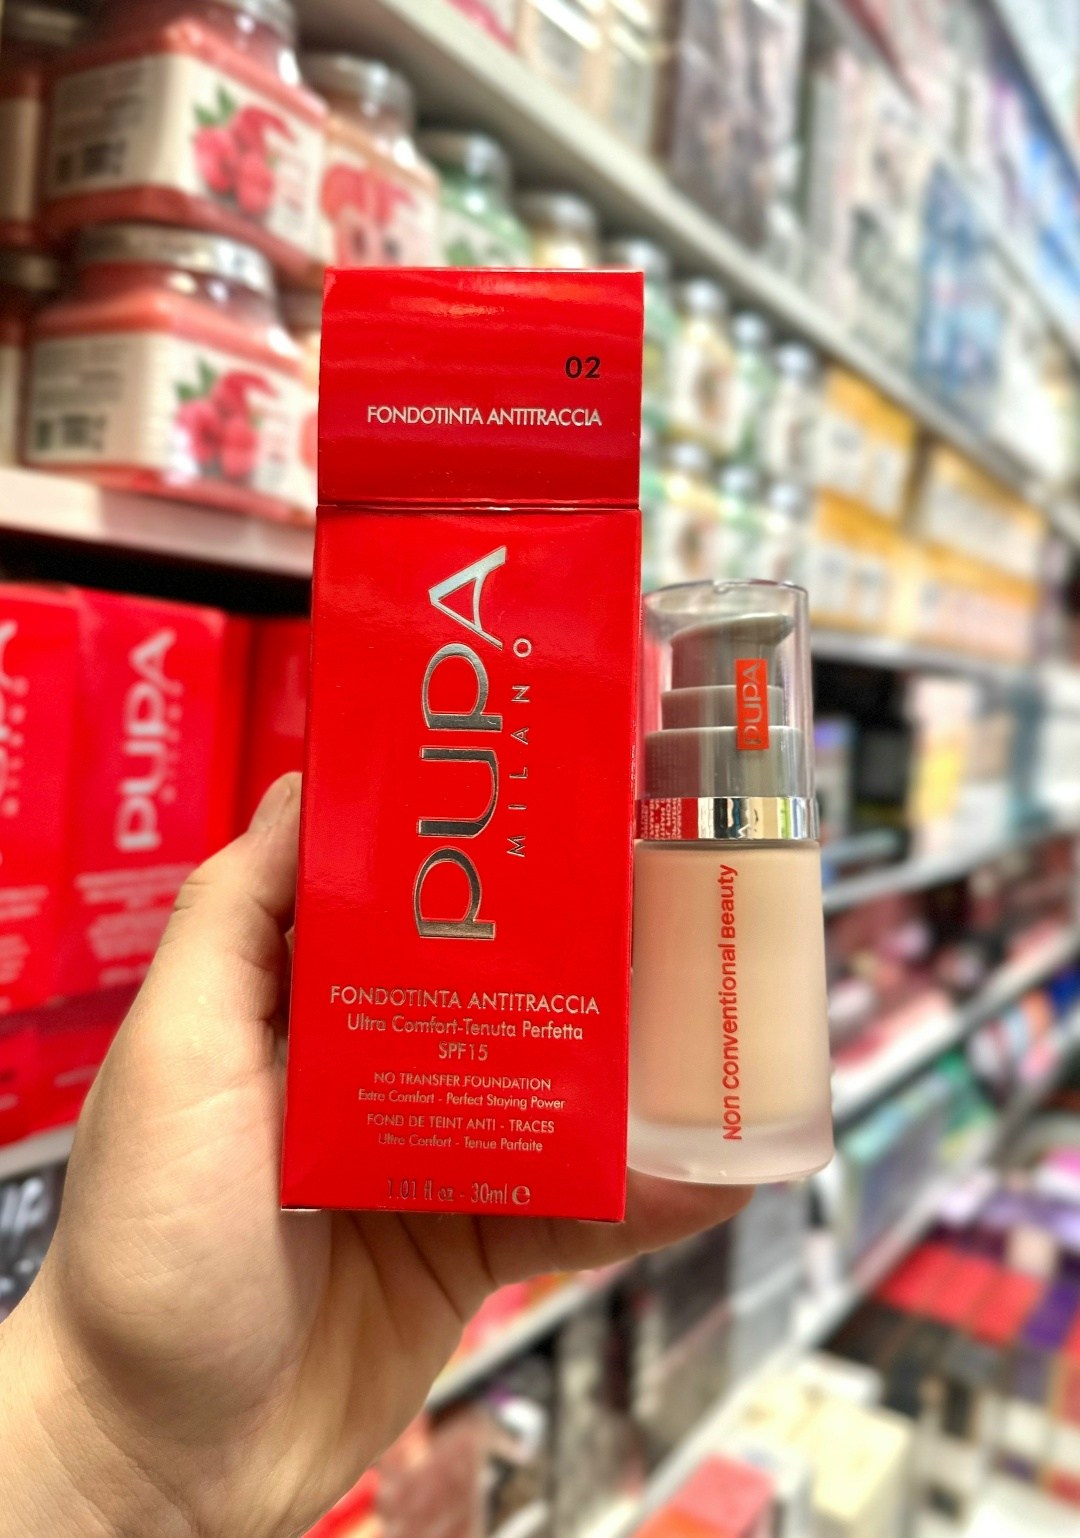 02
FONDOTINTA ANTITRACCIA
PUPA
MILANO
FONDOTINTA ANTITRACCIA
Ultra Comfort-Tenuta Perfetta
SPF15
NO TRANSFER FOUNDATION
Extra Comfort - Perfect Staying Power
FOND DE TEINT ANTI - TRACES
Ultra Confort - Tenue Parfaite
1.01 fl oz - 30ml ℮
PUPA
Non Conventional Beauty
PUPA